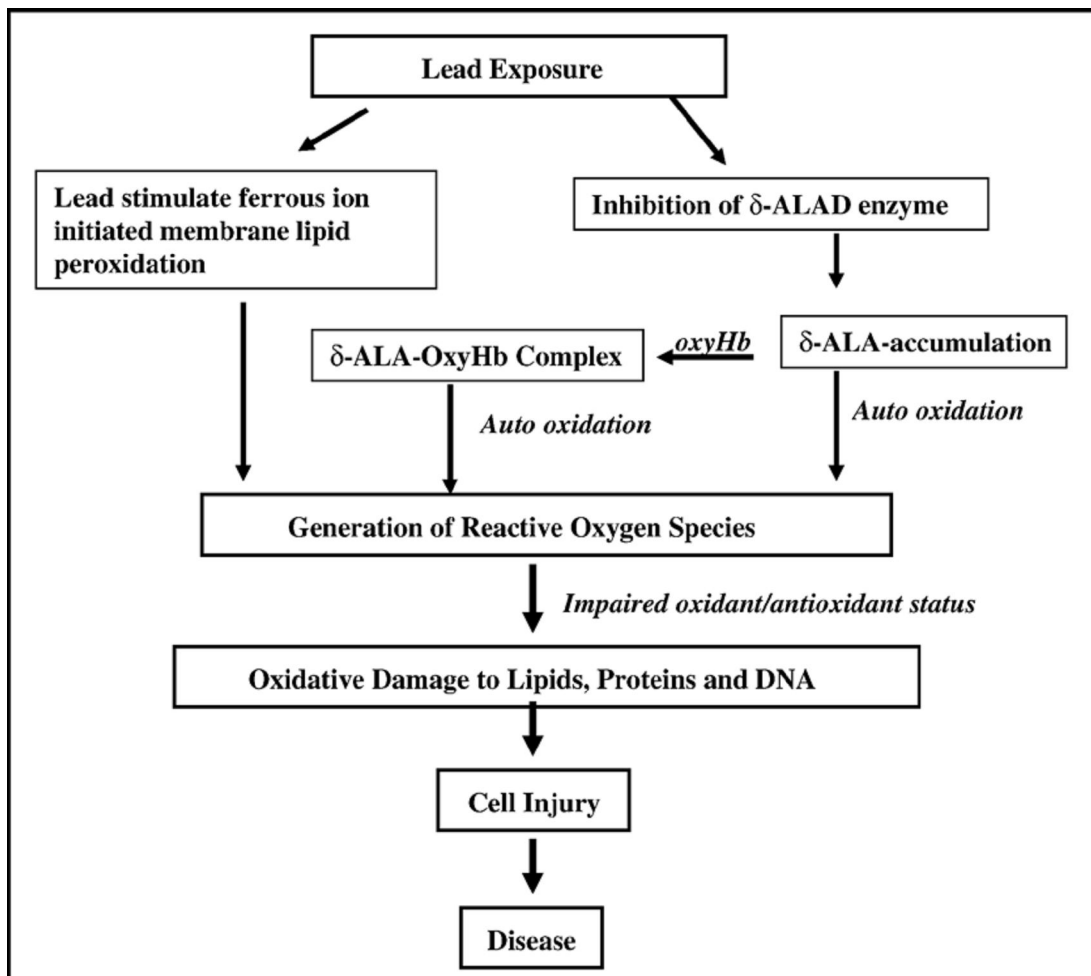 Lead Exposure
Lead stimulate ferrous ion
initiated membrane lipid
peroxidation
Inhibition of δ-ALAD enzyme
δ-ALA-OxyHb Complex
oxyHb
δ-ALA-accumulation
Auto oxidation
Auto oxidation
Generation of Reactive Oxygen Species
Impaired oxidant/antioxidant status
Oxidative Damage to Lipids, Proteins and DNA
Cell Injury
Disease